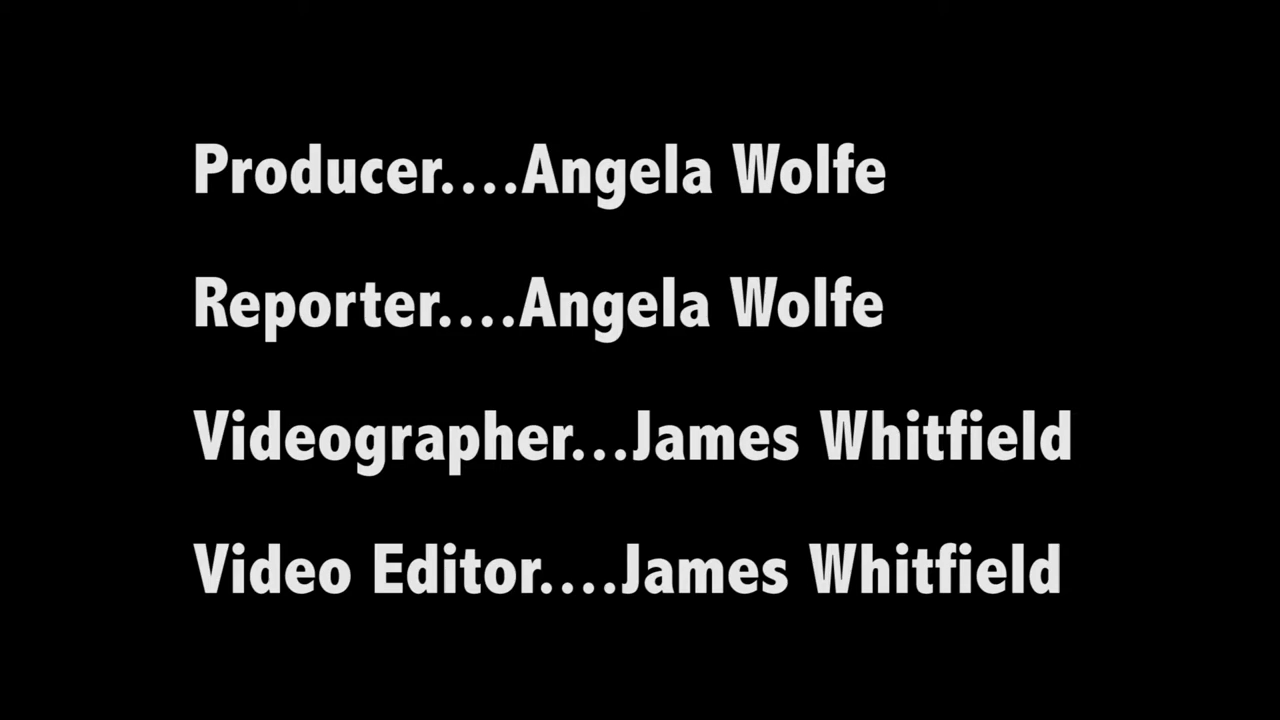 Producer....Angela Wolfe
Reporter....Angela Wolfe
Videographer...James Whitfield
Video Editor....James Whitfield